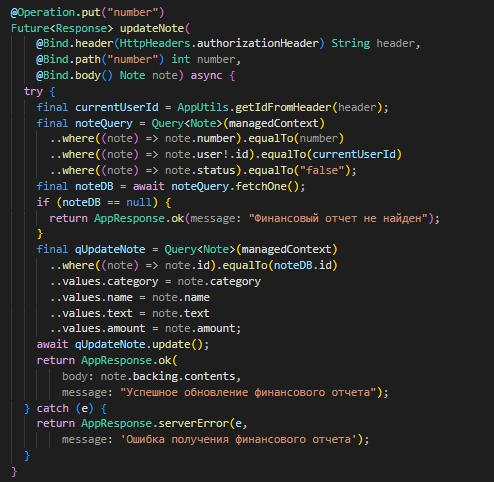 @Operation.put("number")
Future<Response> updateNote(
@Bind.header(HttpHeaders.authorizationHeader) String header,
@Bind.path("number") int number,
@Bind.body() Note note) async {
try {
final currentUserId = AppUtils.getIdFromHeader(header);
final noteQuery = Query<Note>(managedContext)
..where((note) => note.number).equalTo(number)
..where((note) => note.user!.id).equalTo(currentUserId)
..where((note) => note.status).equalTo("false");
final noteDB = await noteQuery.fetchOne();
if (noteDB == null) {
return AppResponse.ok(message: "Финансовый отчет не найден");
}
final qUpdateNote = Query<Note>(managedContext)
..where((note) => note.id).equalTo(noteDB.id)
..values.category = note.category
..values.name = note.name
..values.text = note.text
..values.amount = note.amount;
await qUpdateNote.update();
return AppResponse.ok(
body: note.backing.contents,
message: "Успешное обновление финансового отчета");
} catch (e) {
return AppResponse.serverError(e,
message: 'Ошибка получения финансового отчета');
}
}